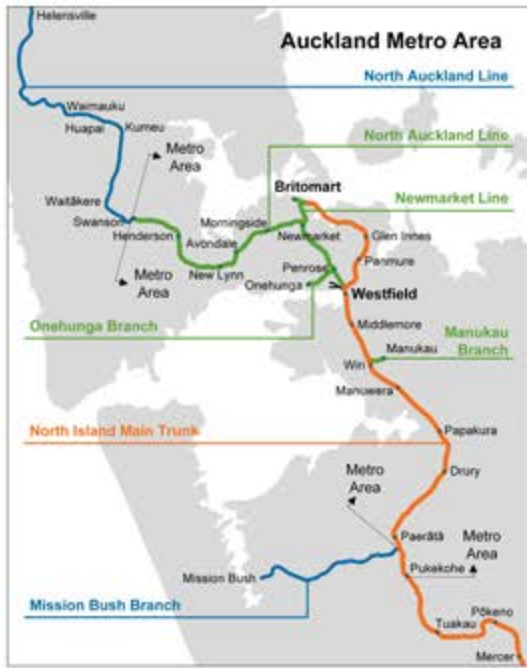 Helensville
Auckland Metro Area
North Auckland Line
Waimauku
Huapai
Kumeu
Metro
Area
North Auckland Line
Britomart
Waitākere
Swanson
Newmarket Line
Morningside
Henderson
Avondale
Newmarket
Glen Innes
Metro
Area
New Lynn
Penrose
Panmure
Onehunga
Westfield
Onehunga Branch
Middlemore
Manukau
Branch
Manukau
Wiri
Manuwera
North Island Main Trunk
Papakura
Metro
Area
Drury
Paerātā
Metro
Area
Mission Bush
Pukekohe
Mission Bush Branch
Pōkeno
Tuakau
Mercer